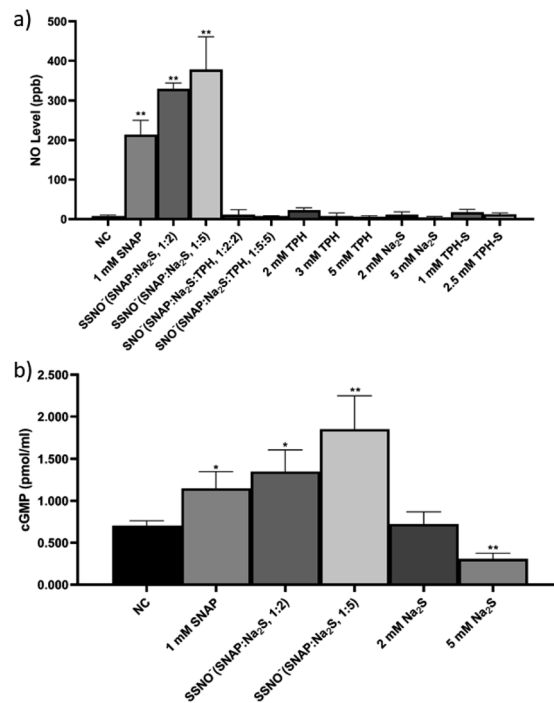 a)
NO Level (ppb)
500
400
300
200
100
0
**
**
**
NC
1 mM SNAP
SSNO⁻(SNAP:Na₂S, 1:2)
SSNO⁻(SNAP:Na₂S, 1:5)
SNO⁻(SNAP:Na₂S:TPH, 1:2:2)
SNO⁻(SNAP:Na₂S:TPH, 1:5:5)
2 mM TPH
3 mM TPH
5 mM TPH
2 mM Na₂S
5 mM Na₂S
1 mM TPH-S
2.5 mM TPH-S
b)
cGMP (pmol/ml)
2.500
2.000
1.500
1.000
0.500
0.000
*
*
**
**
NC
1 mM SNAP
SSNO⁻(SNAP:Na₂S, 1:2)
SSNO⁻(SNAP:Na₂S, 1:5)
2 mM Na₂S
5 mM Na₂S